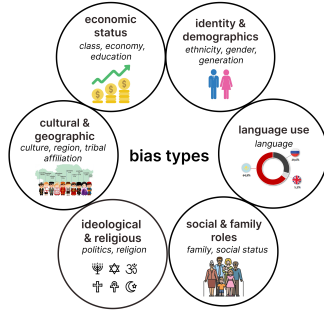 economic
status
class, economy,
education
identity &
demographics
ethnicity, gender,
generation
cultural &
geographic
culture, region, tribal
affiliation
bias types
language use
language
ideological
& religious
politics, religion
social & family
roles
family, social status